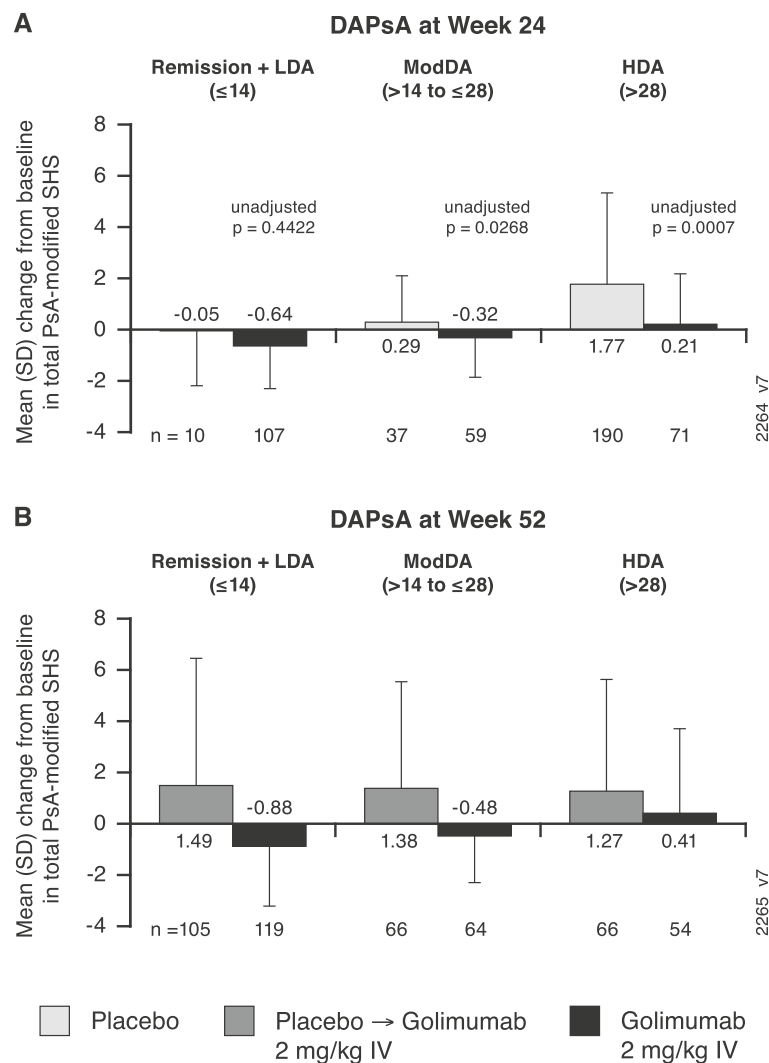 A
DAPsA at Week 24
Remission + LDA
(≤14)
ModDA
(>14 to ≤28)
HDA
(>28)
Mean (SD) change from baseline
in total PsA-modified SHS
8
6
4
2
0
-2
-4
unadjusted
p = 0.4422
unadjusted
p = 0.0268
unadjusted
p = 0.0007
-0.05
-0.64
0.29
-0.32
1.77
0.21
n = 10
107
37
59
190
71
2264_v7
B
DAPsA at Week 52
Remission + LDA
(≤14)
ModDA
(>14 to ≤28)
HDA
(>28)
Mean (SD) change from baseline
in total PsA-modified SHS
8
6
4
2
0
-2
-4
1.49
-0.88
1.38
-0.48
1.27
0.41
n =105
119
66
64
66
54
2265_v7
Placebo
Placebo → Golimumab
2 mg/kg IV
Golimumab
2 mg/kg IV